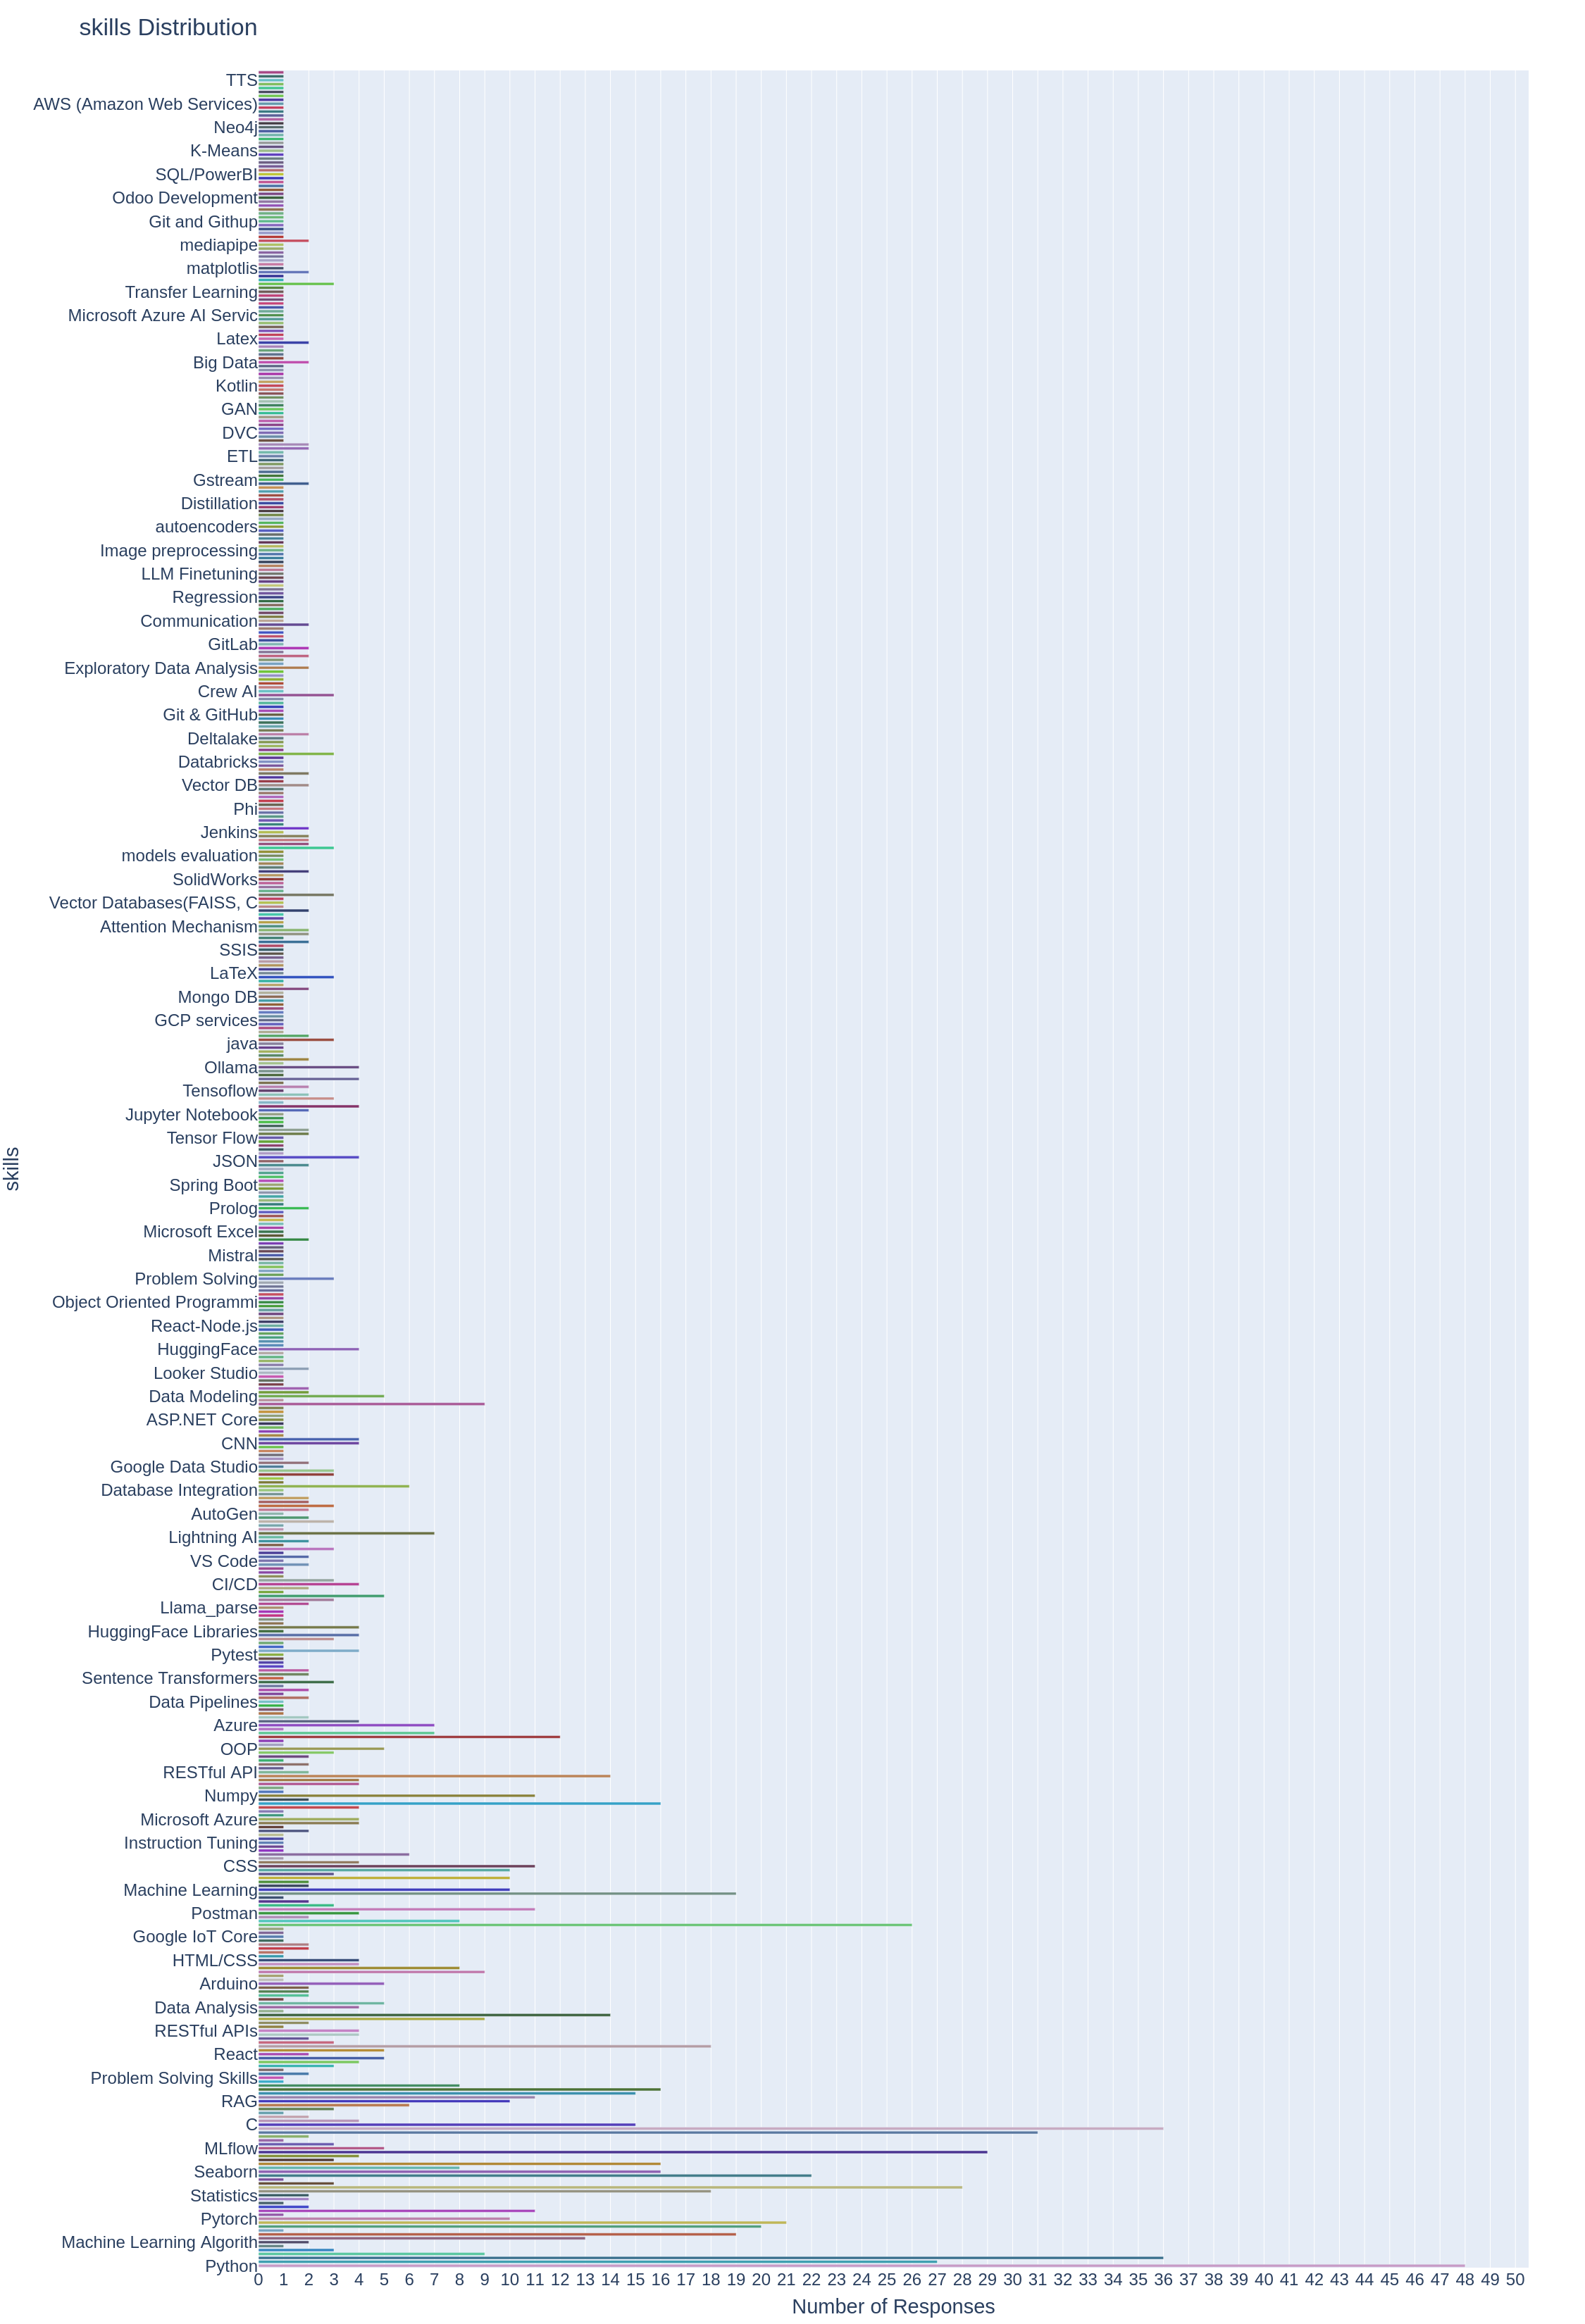 skills Distribution
TTS
AWS (Amazon Web Services)
Neo4j
K-Means
SQL/PowerBI
Odoo Development
Git and Githup
mediapipe
matplotlis
Transfer Learning
Microsoft Azure AI Servic
Latex
Big Data
Kotlin
GAN
DVC
ETL
Gstream
Distillation
autoencoders
Image preprocessing
LLM Finetuning
Regression
Communication
GitLab
Exploratory Data Analysis
Crew AI
Git & GitHub
Deltalake
Databricks
Vector DB
Phi
Jenkins
models evaluation
SolidWorks
Vector Databases(FAISS, C
Attention Mechanism
SSIS
LaTeX
Mongo DB
GCP services
java
Ollama
Tensoflow
Jupyter Notebook
Tensor Flow
JSON
Spring Boot
Prolog
Microsoft Excel
Mistral
Problem Solving
Object Oriented Programmi
React-Node.js
HuggingFace
Looker Studio
Data Modeling
ASP.NET Core
CNN
Google Data Studio
Database Integration
AutoGen
Lightning AI
VS Code
CI/CD
Llama_parse
HuggingFace Libraries
Pytest
Sentence Transformers
Data Pipelines
Azure
OOP
RESTful API
Numpy
Microsoft Azure
Instruction Tuning
CSS
Machine Learning
Postman
Google IoT Core
HTML/CSS
Arduino
Data Analysis
RESTful APIs
React
Problem Solving Skills
RAG
C
MLflow
Seaborn
Statistics
Pytorch
Machine Learning Algorith
Python
skills
0 1 2 3 4 5 6 7 8 9 10 11 12 13 14 15 16 17 18 19 20 21 22 23 24 25 26 27 28 29 30 31 32 33 34 35 36 37 38 39 40 41 42 43 44 45 46 47 48 49 50
Number of Responses